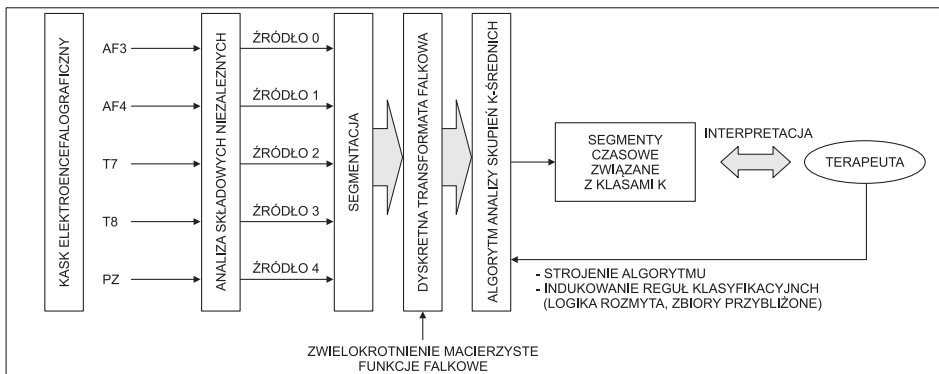 KASK ELEKTROENCEFALOGRAFICZNY
AF3
AF4
T7
T8
PZ
ANALIZA SKŁADOWYCH NIEZALEZNYCH
ŹRÓDŁO 0
ŹRÓDŁO 1
ŹRÓDŁO 2
ŹRÓDŁO 3
ŹRÓDŁO 4
SEGMENTACJA
DYSKRETNA TRANSFORMATA FALKOWA
ZWIELOKROTNIENIE MACIERZYSTE
FUNKCJE FALKOWE
ALGORYTM ANALIZY SKUPIEŃ K-ŚREDNICH
SEGMENTY
CZASOWE
ZWIĄZANE
Z KLASAMI K
INTERPRETACJA
TERAPEUTA
- STROJENIE ALGORYTMU
- INDUKOWANIE REGUŁ KLASYFIKACYJNCH
(LOGIKA ROZMYTA, ZBIORY PRZYBLIŻONE)